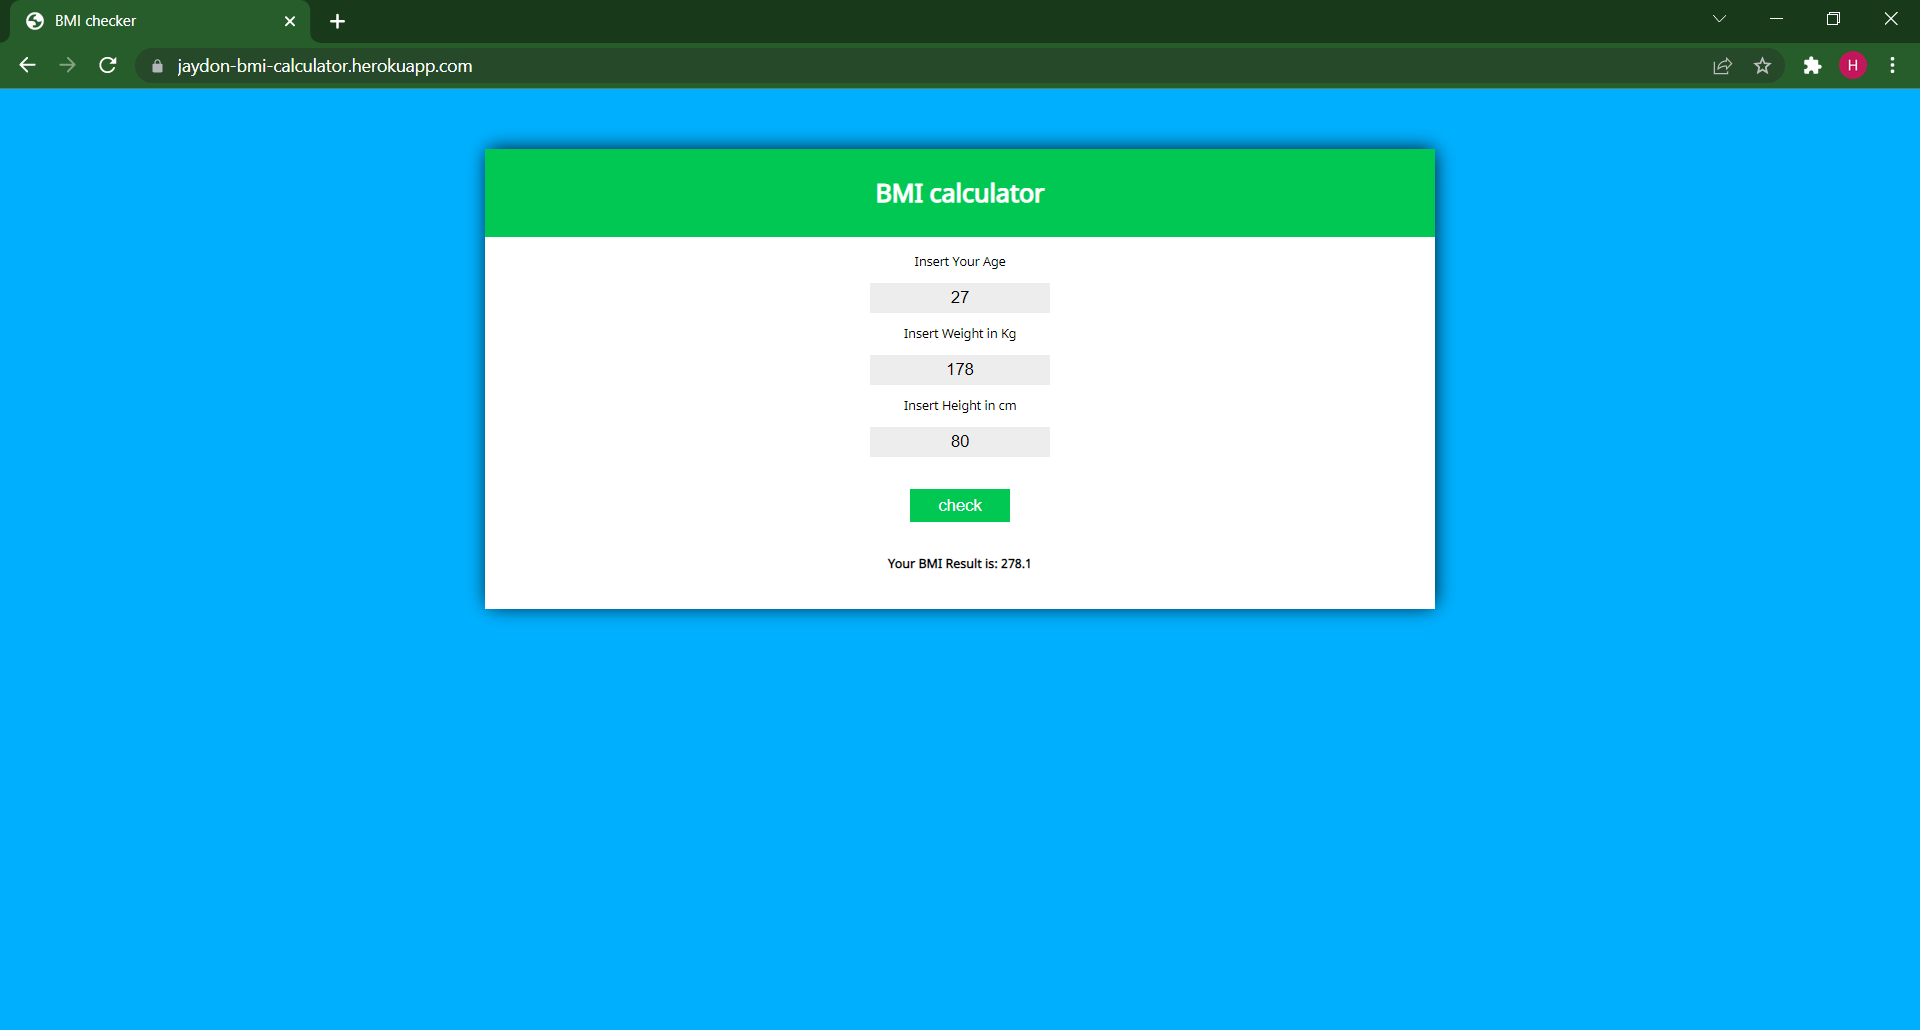 BMI checker
jaydon-bmi-calculator.herokuapp.com
H
BMI calculator
Insert Your Age
27
Insert Weight in Kg
178
Insert Height in cm
80
check
Your BMI Result is: 278.1